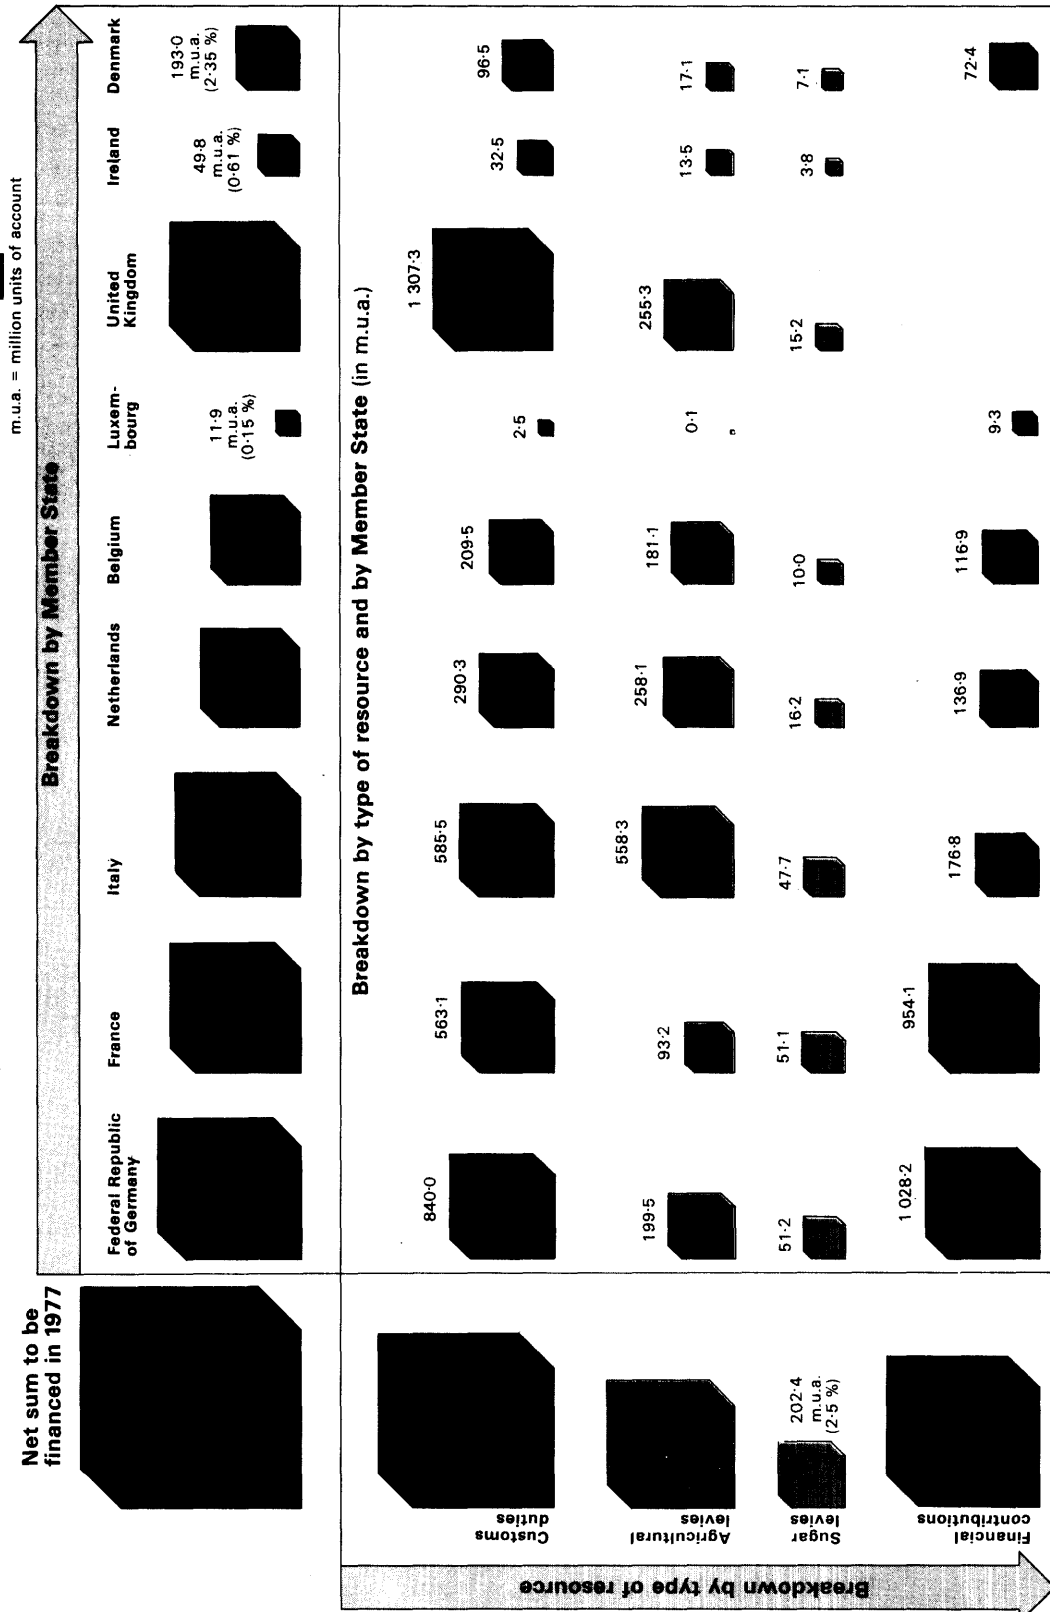 m.u.a. = million units of account
Breakdown by Member State
Net sum to be
financed in 1977
Federal Republic
of Germany
France
Italy
Netherlands
Belgium
Luxem-
bourg
United
Kingdom
Ireland
Denmark
11·9
m.u.a.
(0·15 %)
49·8
m.u.a.
(0·61 %)
193·0
m.u.a.
(2·35 %)
Breakdown by type of resource and by Member State (in m.u.a.)
Customs
duties
840·0
563·1
585·5
290·3
209·5
2·5
1 307·3
32·5
96·5
Agricultural
levies
199·5
93·2
558·3
258·1
181·1
0·1
255·3
13·5
17·1
Sugar
levies
202·4
m.u.a.
(2·5 %)
51·2
51·1
47·7
16·2
10·0
15·2
3·8
7·1
Financial
contributions
1 028·2
954·1
176·8
136·9
116·9
9·3
72·4
Breakdown by type of resource